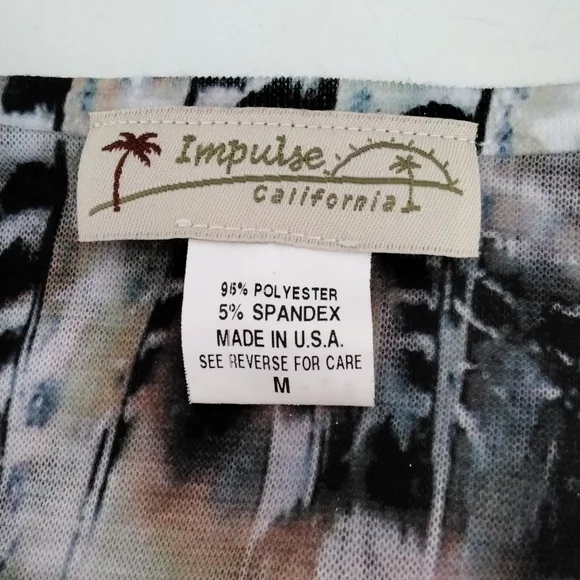 Impulse
California
95% POLYESTER
5% SPANDEX
MADE IN U.S.A.
SEE REVERSE FOR CARE
M